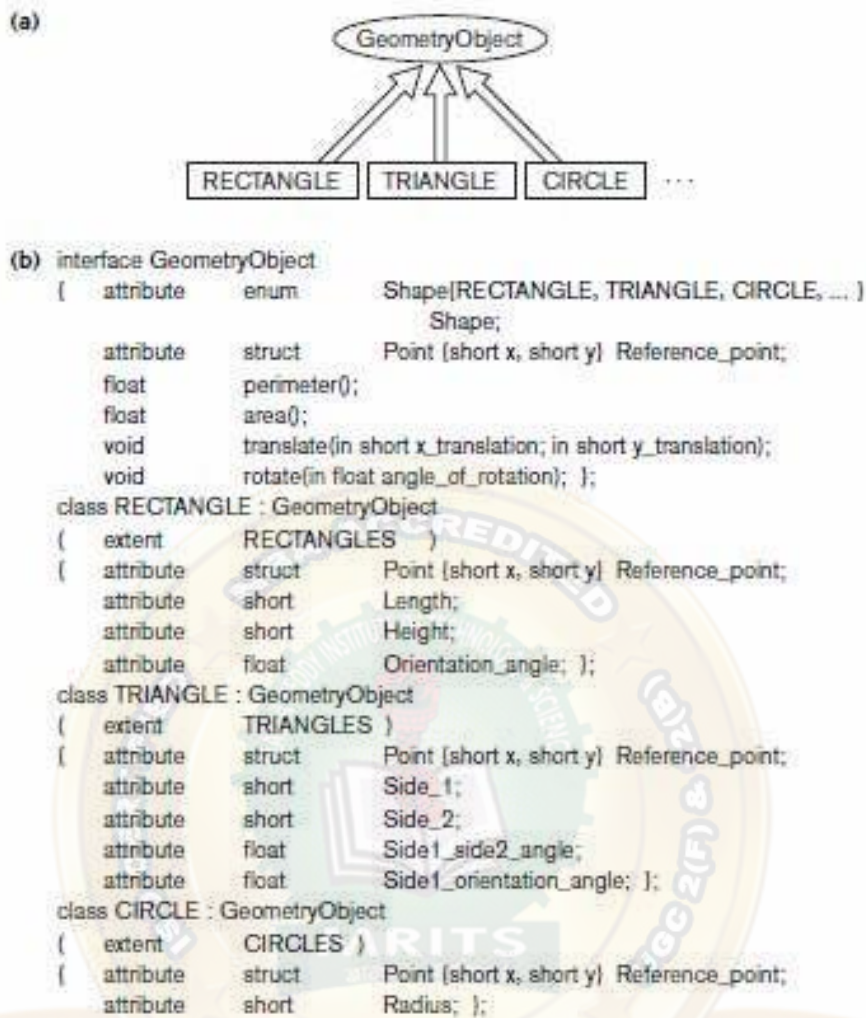 (a)
GeometryObject
RECTANGLE TRIANGLE CIRCLE ...
(b) interface GeometryObject
{ attribute enum Shape{RECTANGLE, TRIANGLE, CIRCLE, ... }
Shape;
attribute struct Point {short x, short y} Reference_point;
float perimeter();
float area();
void translate(in short x_translation; in short y_translation);
void rotate(in float angle_of_rotation); };
class RECTANGLE : GeometryObject
( extent RECTANGLES )
{ attribute struct Point {short x, short y} Reference_point;
attribute short Length;
attribute short Height;
attribute float Orientation_angle; };
class TRIANGLE : GeometryObject
( extent TRIANGLES )
{ attribute struct Point {short x, short y} Reference_point;
attribute short Side_1;
attribute short Side_2;
attribute float Side1_side2_angle;
attribute float Side1_orientation_angle; };
class CIRCLE : GeometryObject
( extent CIRCLES )
{ attribute struct Point {short x, short y} Reference_point;
attribute short Radius; };
ACCREDITED
ARITS